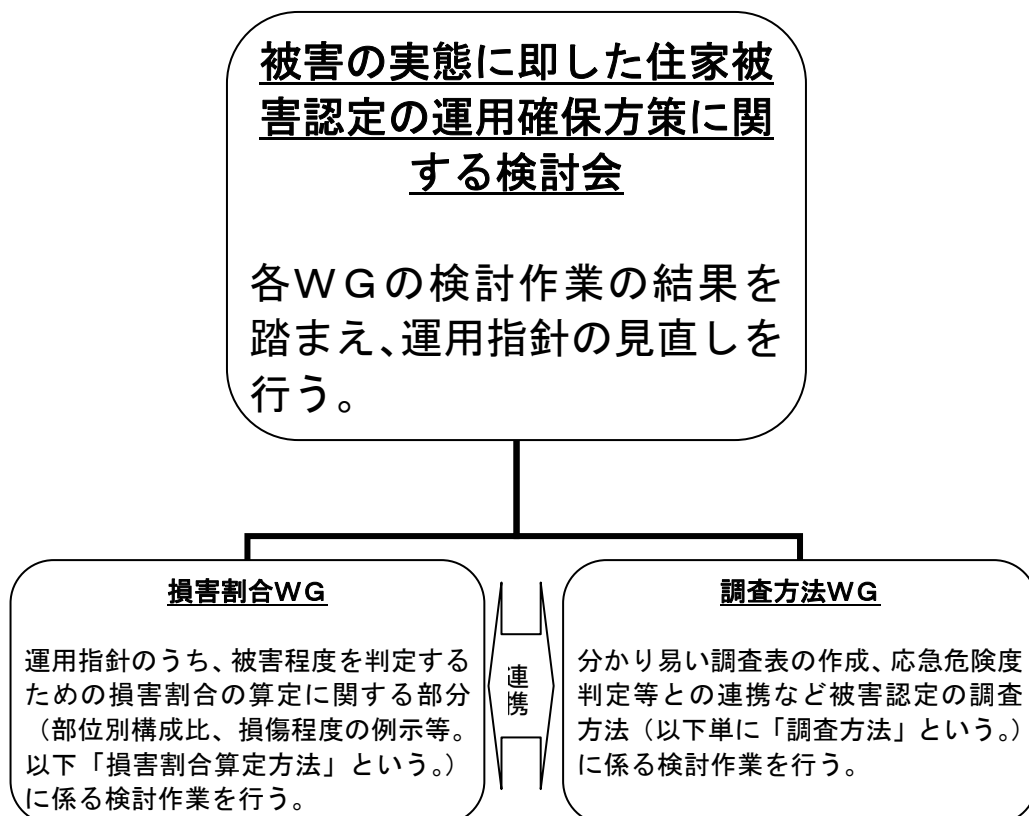 被害の実態に即した住家被
害認定の運用確保方策に関
する検討会
各ＷＧの検討作業の結果を
踏まえ、運用指針の見直しを
行う。
損害割合ＷＧ
運用指針のうち、被害程度を判定する
ための損害割合の算定に関する部分
（部位別構成比、損傷程度の例示等。
以下「損害割合算定方法」という。）
に係る検討作業を行う。
連
携
調査方法ＷＧ
分かり易い調査表の作成、応急危険度
判定等との連携など被害認定の調査
方法（以下単に「調査方法」という。）
に係る検討作業を行う。